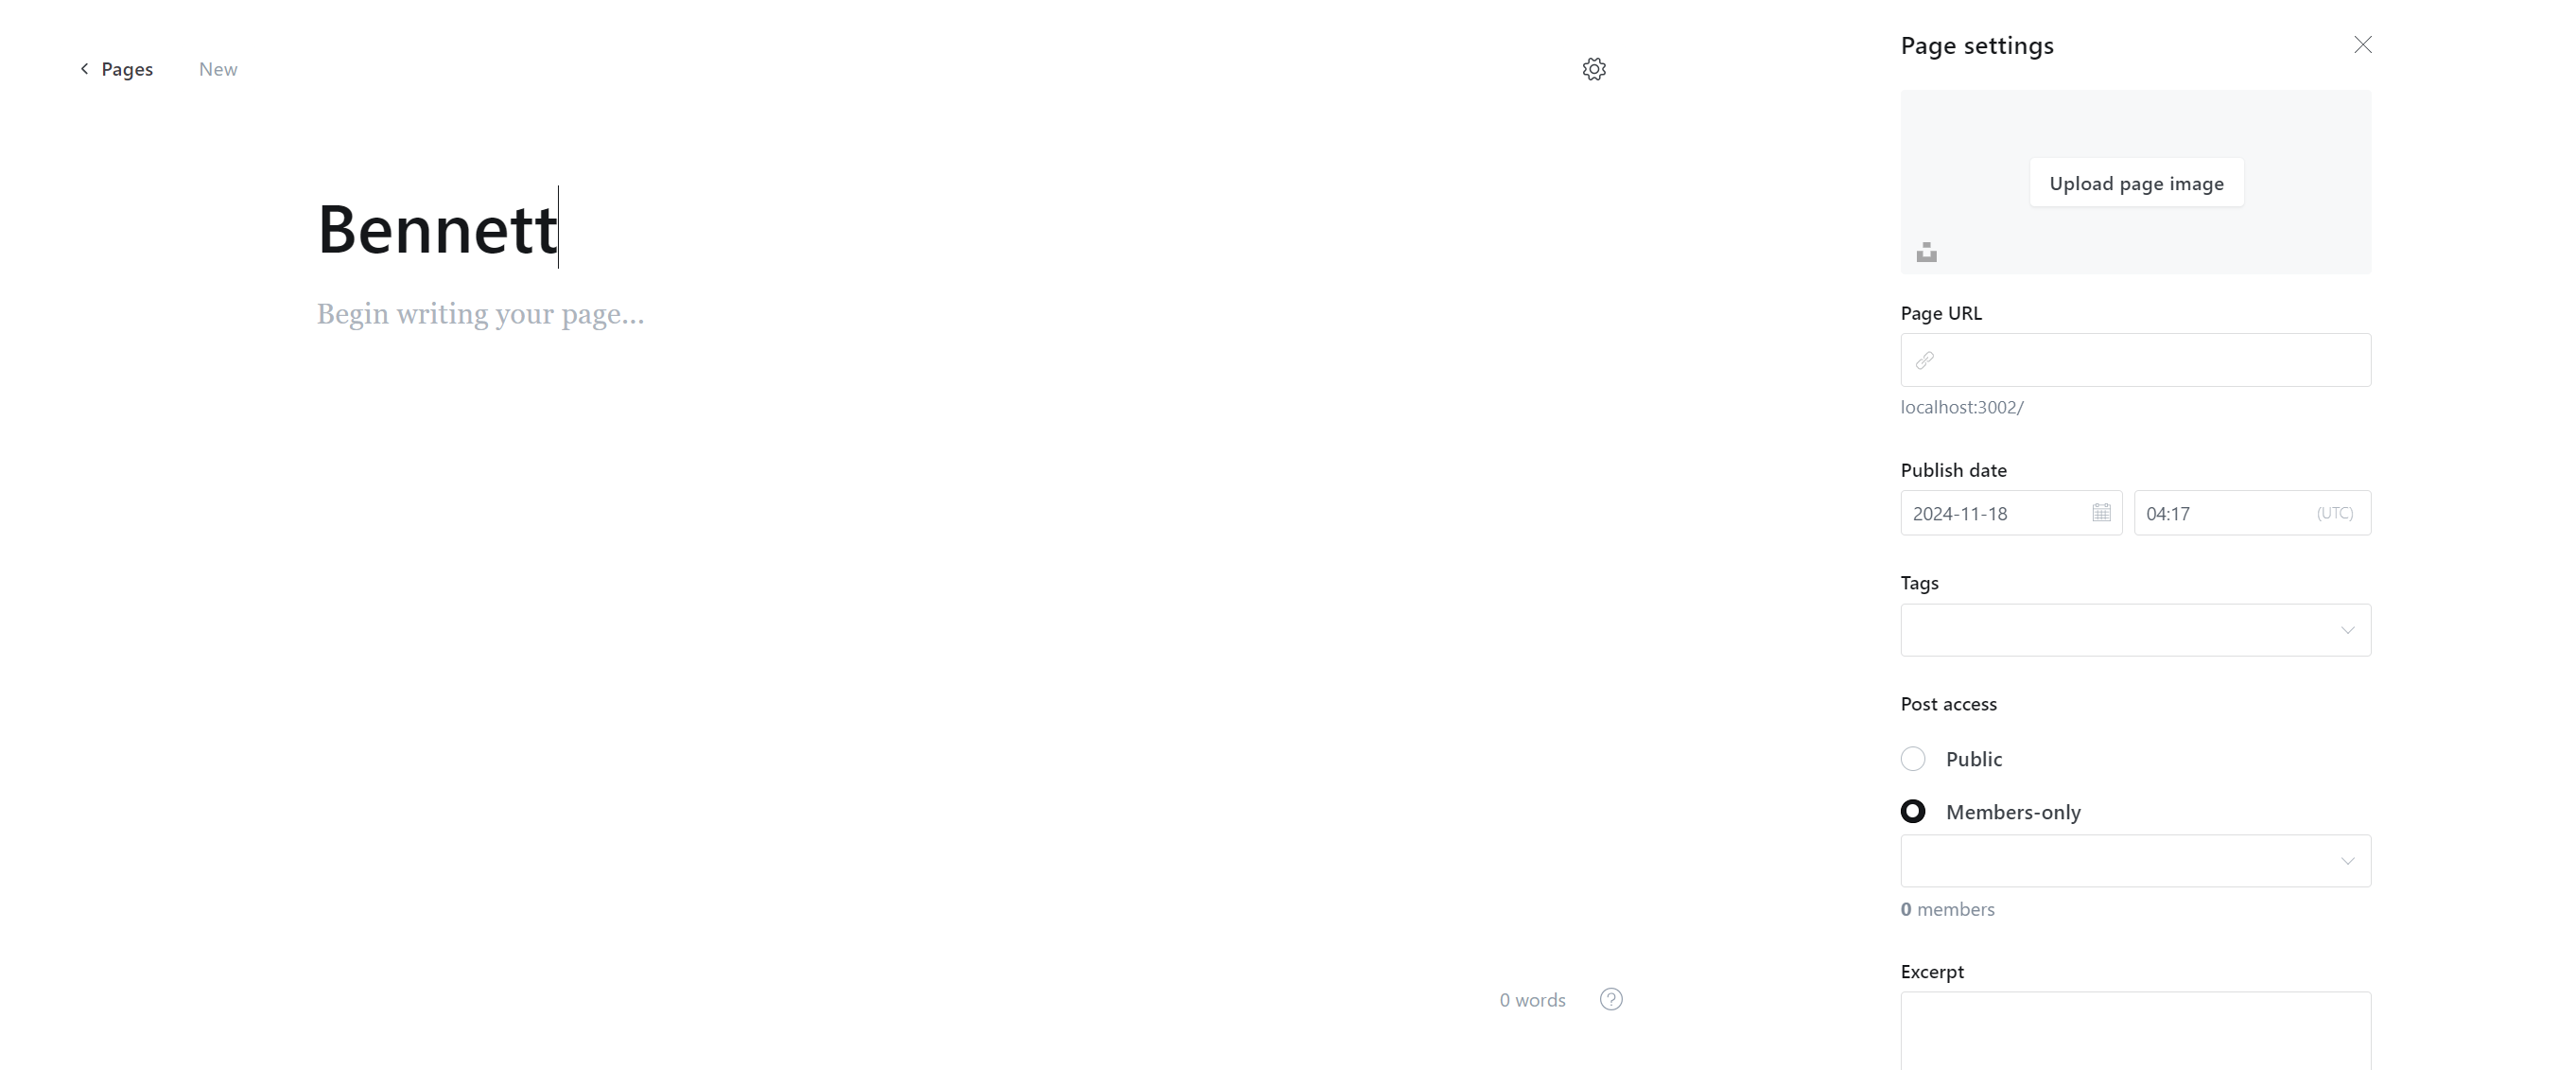 Pages
New
Bennett
Begin writing your page...
0 words
?
Page settings
Upload page image
Page URL
localhost:3002/
Publish date
2024-11-18
04:17
(UTC)
Tags
Post access
Public
Members-only
0 members
Excerpt